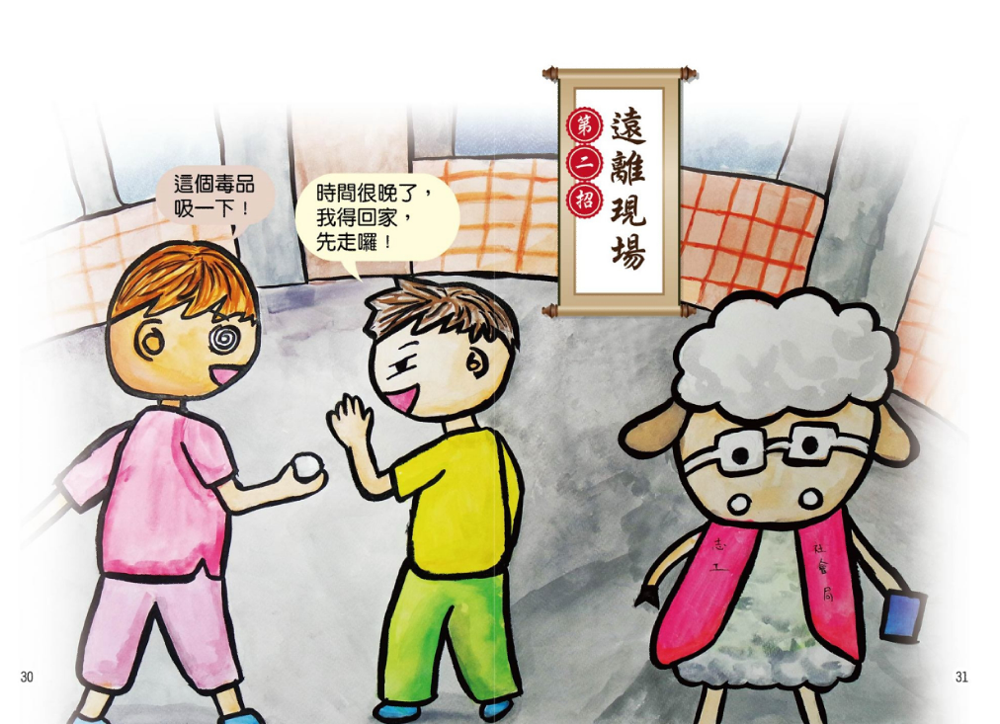 第二招
遠離現場
這個毒品
吸一下！
時間很晚了，
我得回家，
先走囉！
志工
社會局
30
31